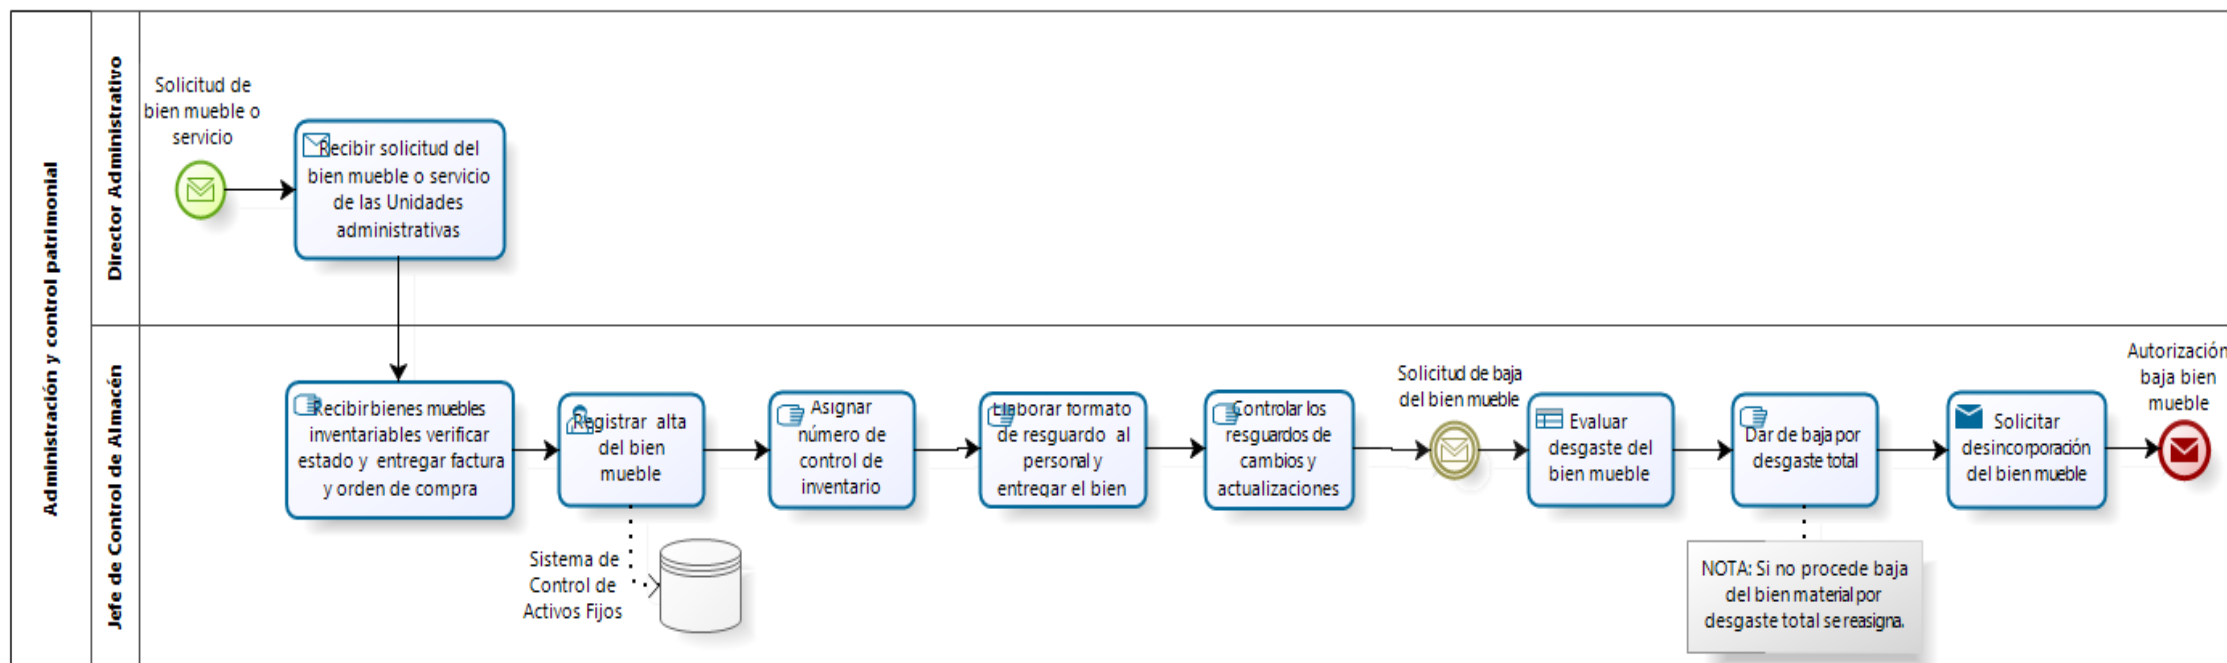 Administración y control patrimonial
Director Administrativo
Solicitud de
bien mueble o
servicio
Recibir solicitud del
bien mueble o servicio
de las Unidades
administrativas
Jefe de Control de Almacén
Recibir bienes muebles
inventariables verificar
estado y entregar factura
y orden de compra
Registrar alta
del bien
mueble
Sistema de
Control de
Activos Fijos
Asignar
número de
control de
inventario
Elaborar formato
de resguardo al
personal y
entregar el bien
Controlar los
resguardos de
cambios y
actualizaciones
Solicitud de baja
del bien mueble
Evaluar
desgaste del
bien mueble
Dar de baja por
desgaste total
NOTA: Si no procede baja
del bien material por
desgaste total se reasigna.
Solicitar
desincorporación
del bien mueble
Autorización
baja bien
mueble